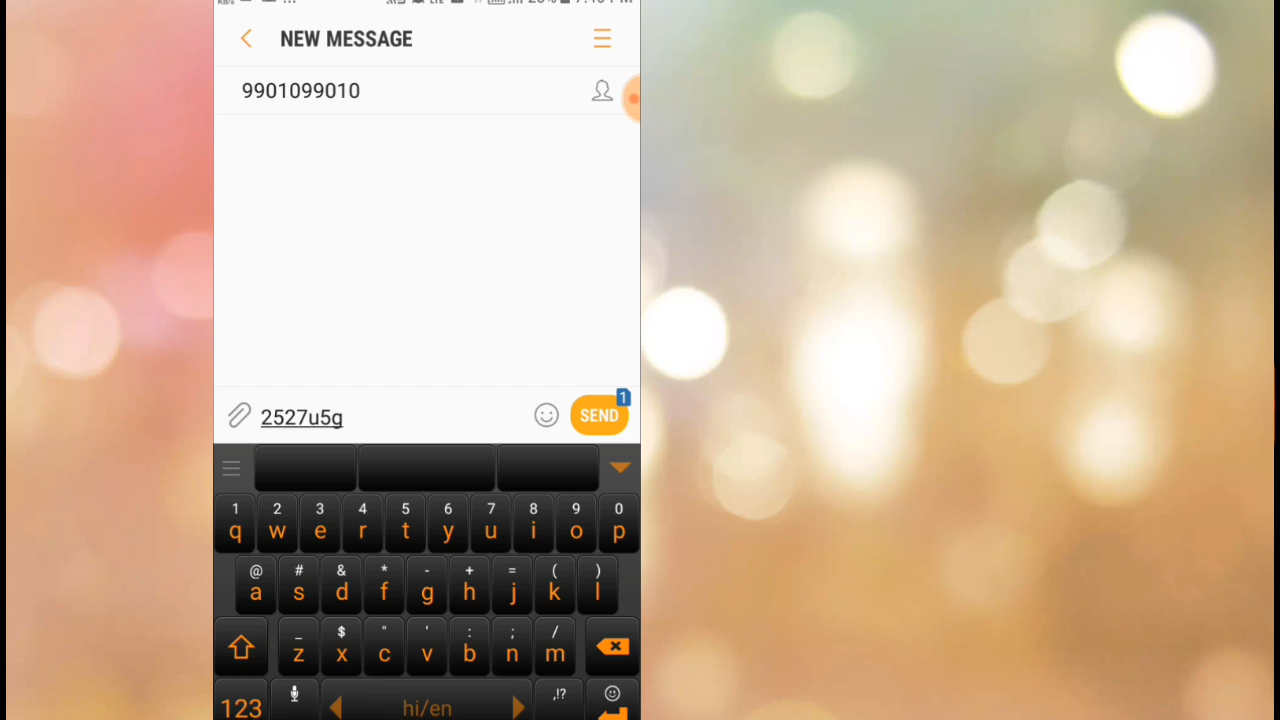 NEW MESSAGE
9901099010
2527u5g
SEND
1
1 2 3 4 5 6 7 8 9 0
q w e r t y u i o p
@ # & * - + = ( )
a s d f g h j k l
_ $ " ' : ; /
z x c v b n m
123 hi/en ,!?